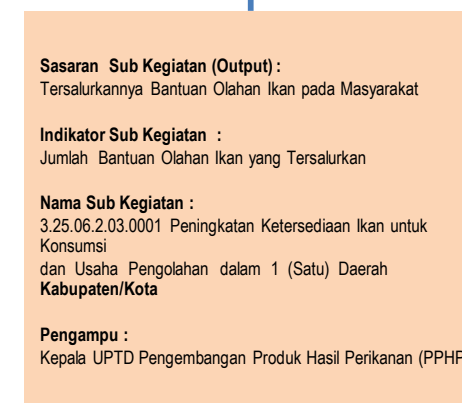 Sasaran Sub Kegiatan (Output) :
Tersalurkannya Bantuan Olahan Ikan pada Masyarakat
Indikator Sub Kegiatan :
Jumlah Bantuan Olahan Ikan yang Tersalurkan
Nama Sub Kegiatan :
3.25.06.2.03.0001 Peningkatan Ketersediaan Ikan untuk
Konsumsi
dan Usaha Pengolahan dalam 1 (Satu) Daerah
Kabupaten/Kota
Pengampu :
Kepala UPTD Pengembangan Produk Hasil Perikanan (PPHP